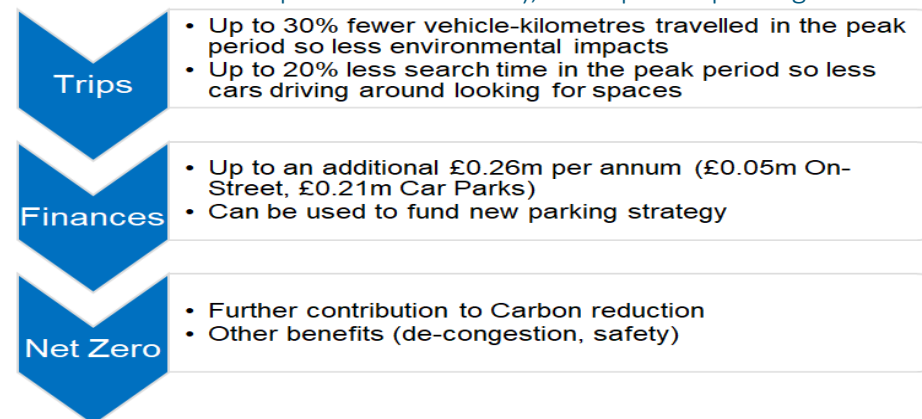 Trips
• Up to 30% fewer vehicle-kilometres travelled in the peak
period so less environmental impacts
• Up to 20% less search time in the peak period so less
cars driving around looking for spaces
Finances
• Up to an additional £0.26m per annum (£0.05m On-
Street, £0.21m Car Parks)
• Can be used to fund new parking strategy
Net Zero
• Further contribution to Carbon reduction
• Other benefits (de-congestion, safety)